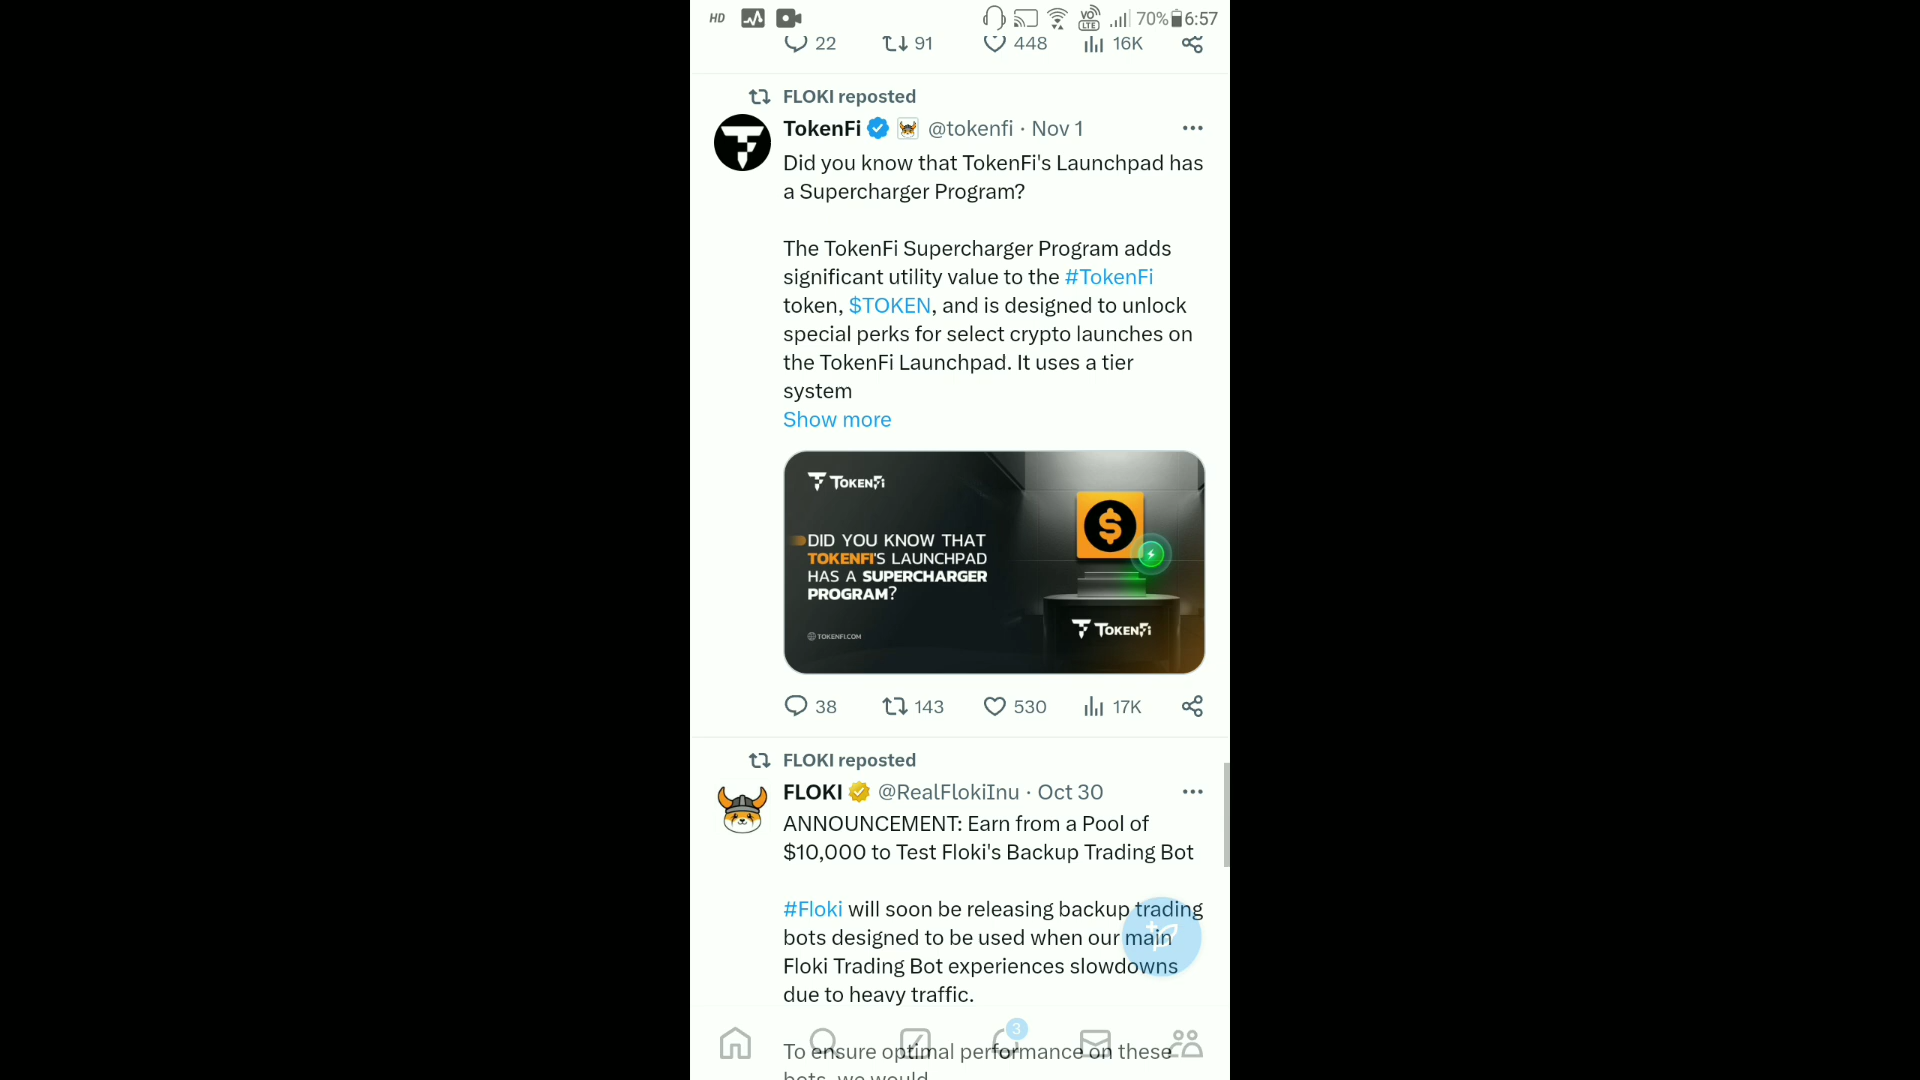 HD VO LTE 70% 6:57
22 91 448 16K
FLOKI reposted
TokenFi @tokenfi · Nov 1
Did you know that TokenFi's Launchpad has
a Supercharger Program?
The TokenFi Supercharger Program adds
significant utility value to the #TokenFi
token, $TOKEN, and is designed to unlock
special perks for select crypto launches on
the TokenFi Launchpad. It uses a tier
system
Show more
TOKENFi
DID YOU KNOW THAT
TOKENFI'S LAUNCHPAD
HAS A SUPERCHARGER
PROGRAM?
TOKENFI.COM
$
TOKENFi
38 143 530 17K
FLOKI reposted
FLOKI @RealFlokiInu · Oct 30
ANNOUNCEMENT: Earn from a Pool of
$10,000 to Test Floki's Backup Trading Bot
#Floki will soon be releasing backup trading
bots designed to be used when our main
Floki Trading Bot experiences slowdowns
due to heavy traffic.
3
To ensure optimal performance on these
bots, we would